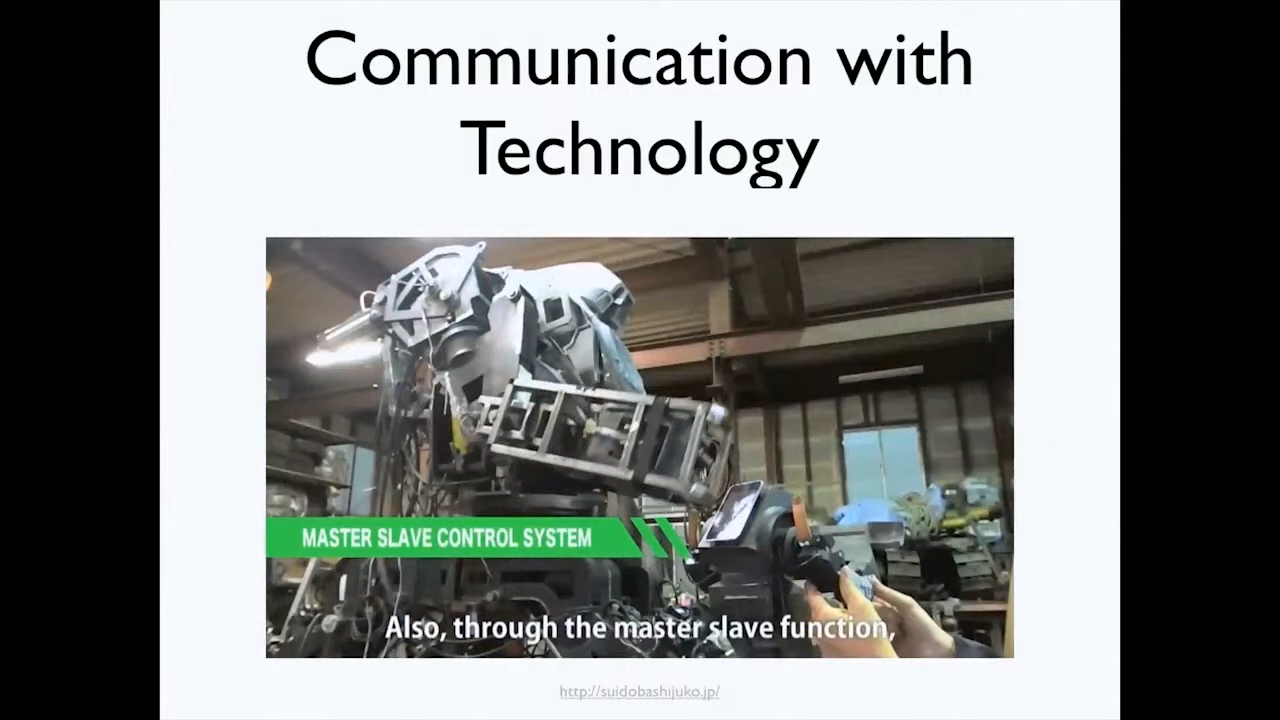 Communication with
Technology
MASTER SLAVE CONTROL SYSTEM
Also, through the master slave function,
http://suidobashijuko.jp/